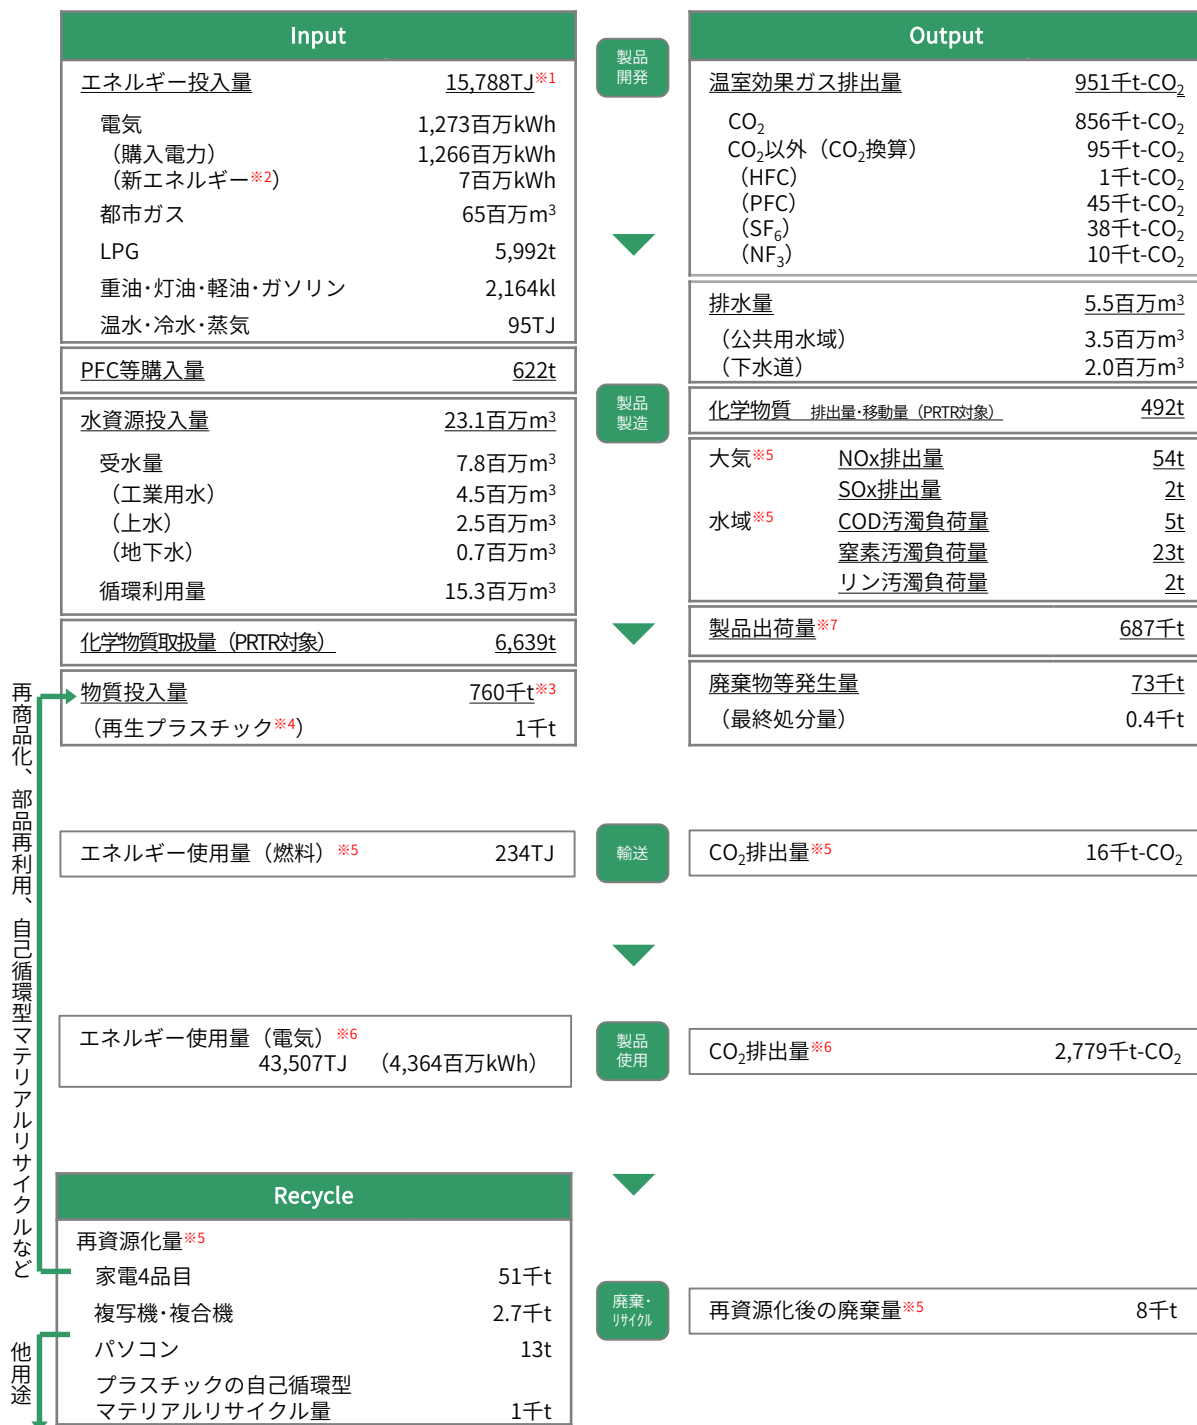 Input
エネルギー投入量 15,788TJ※1
電気 1,273百万kWh
（購入電力） 1,266百万kWh
（新エネルギー※2） 7百万kWh
都市ガス 65百万m³
LPG 5,992t
重油・灯油・軽油・ガソリン 2,164kl
温水・冷水・蒸気 95TJ
PFC等購入量 622t
水資源投入量 23.1百万m³
受水量 7.8百万m³
（工業用水） 4.5百万m³
（上水） 2.5百万m³
（地下水） 0.7百万m³
循環利用量 15.3百万m³
化学物質取扱量（PRTR対象） 6,639t
物質投入量 760千t※3
（再生プラスチック※4） 1千t
製品
開発
製品
製造
Output
温室効果ガス排出量 951千t-CO₂
CO₂ 856千t-CO₂
CO₂以外（CO₂換算） 95千t-CO₂
（HFC） 1千t-CO₂
（PFC） 45千t-CO₂
（SF₆） 38千t-CO₂
（NF₃） 10千t-CO₂
排水量 5.5百万m³
（公共用水域） 3.5百万m³
（下水道） 2.0百万m³
化学物質 排出量・移動量（PRTR対象） 492t
大気※5 NOx排出量 54t
SOx排出量 2t
水域※5 COD汚濁負荷量 5t
窒素汚濁負荷量 23t
リン汚濁負荷量 2t
製品出荷量※7 687千t
廃棄物等発生量 73千t
（最終処分量） 0.4千t
エネルギー使用量（燃料）※5 234TJ
輸送
CO₂排出量※5 16千t-CO₂
エネルギー使用量（電気）※6
43,507TJ （4,364百万kWh）
製品
使用
CO₂排出量※6 2,779千t-CO₂
再商品化、部品再利用、自己循環型マテリアルリサイクルなど
他用途
Recycle
再資源化量※5
家電4品目 51千t
複写機・複合機 2.7千t
パソコン 13t
プラスチックの自己循環型
マテリアルリサイクル量 1千t
廃棄・
リサイクル
再資源化後の廃棄量※5 8千t